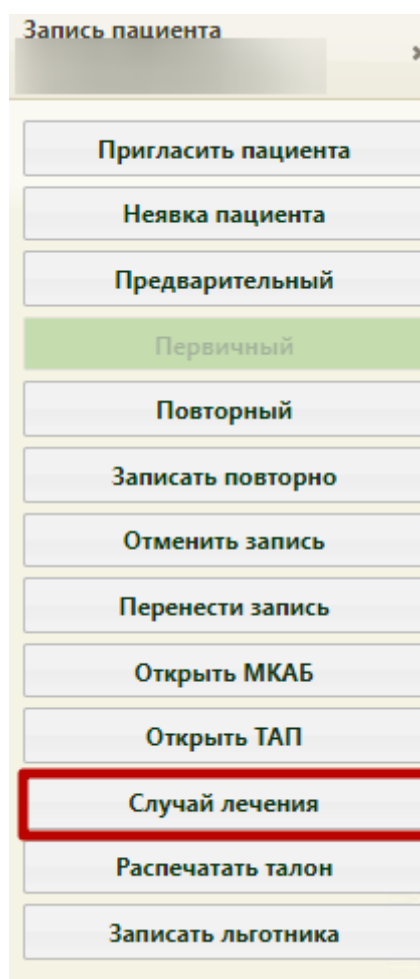 Запись пациента
Пригласить пациента
Неявка пациента
Предварительный
Первичный
Повторный
Записать повторно
Отменить запись
Перенести запись
Открыть МКАБ
Открыть ТАП
Случай лечения
Распечатать талон
Записать льготника